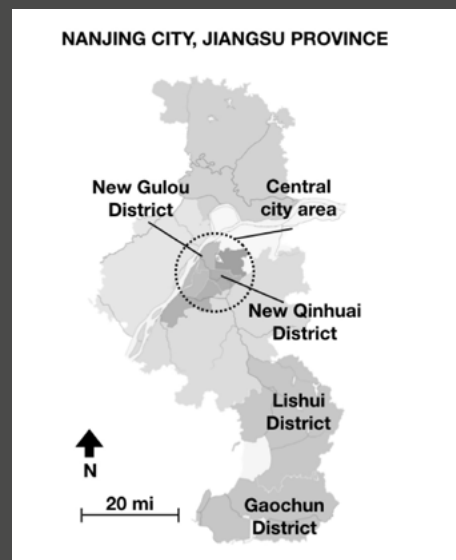 NANJING CITY, JIANGSU PROVINCE
New Gulou
District
Central
city area
New Qinhuai
District
Lishui
District
N
20 mi
Gaochun
District